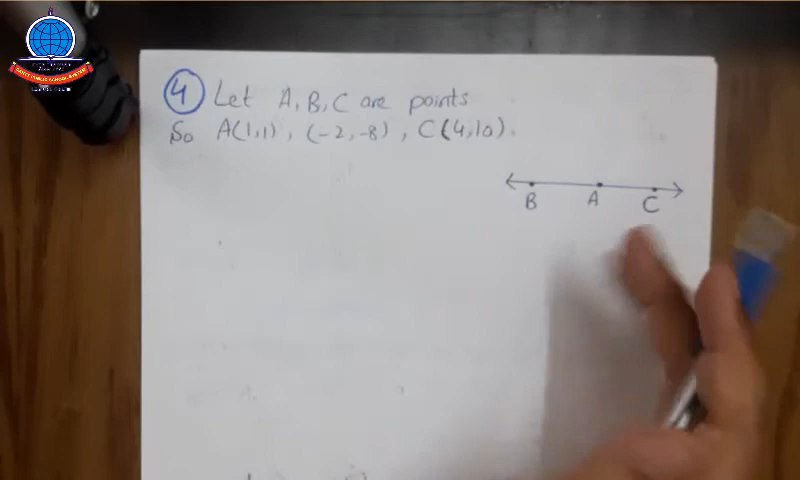 4 Let A, B, C are points
So A(1,1), (-2,-8), C(4,10).
B A C